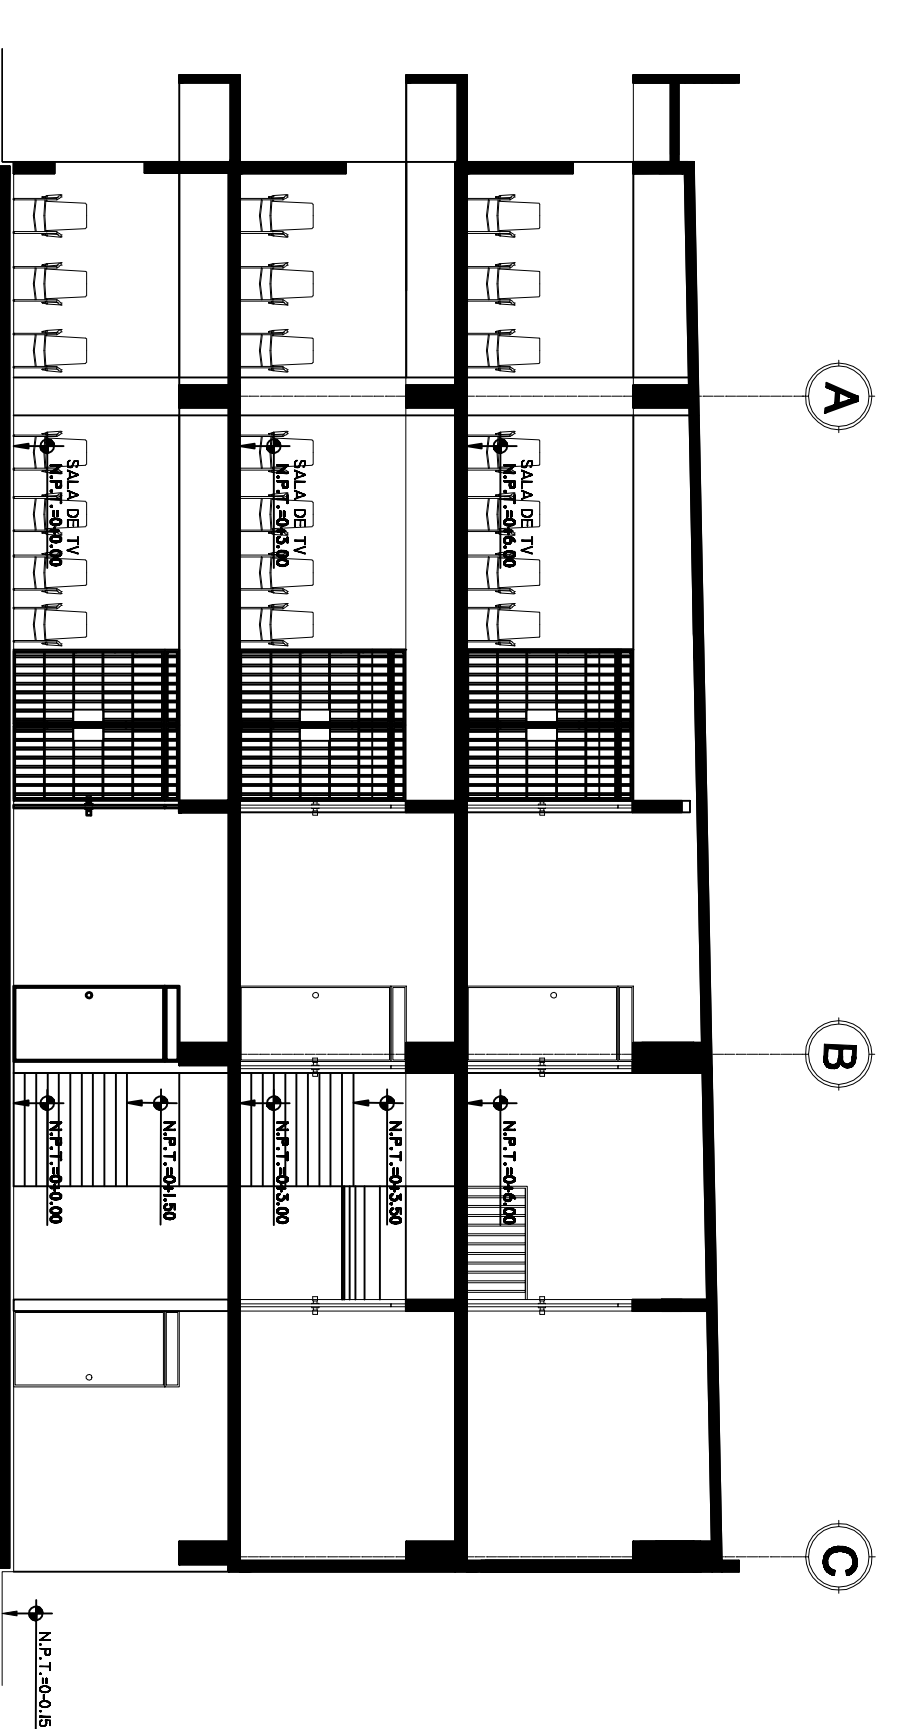 A
B
C
SALA DE TV
N.P.T.=0+6.00
SALA DE TV
N.P.T.=0+3.00
SALA DE TV
N.P.T.=0+0.00
N.P.T.=0+6.00
N.P.T.=0+3.50
N.P.T.=0+3.00
N.P.T.=0+1.50
N.P.T.=0+0.00
N.P.T.=0-0.15